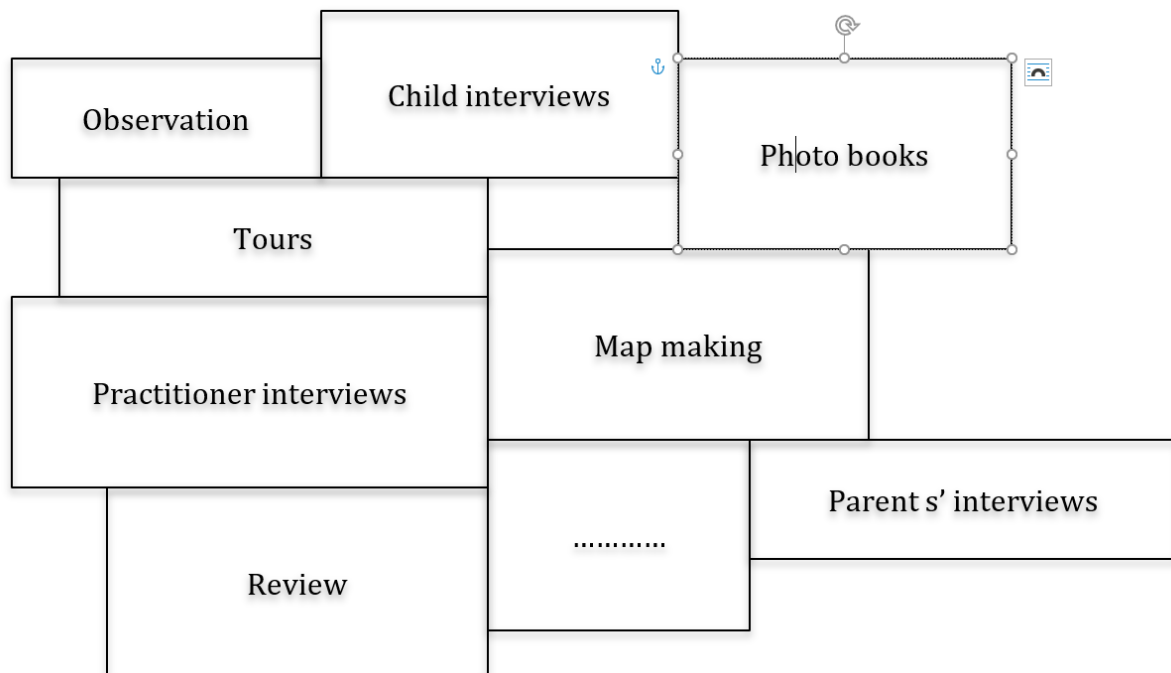 Observation
Child interviews
Photo books
Tours
Map making
Practitioner interviews
Parent s’ interviews
............
Review